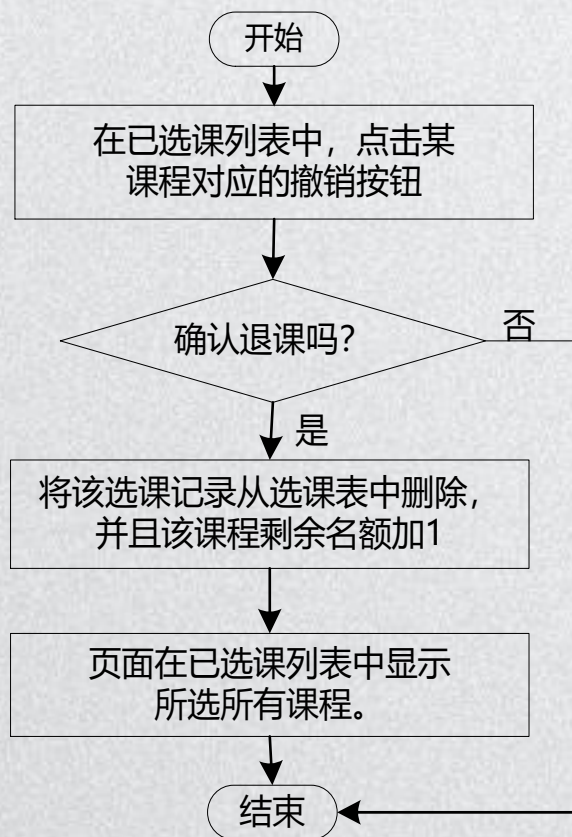 开始
在已选课列表中，点击某
课程对应的撤销按钮
确认退课吗？
否
是
将该选课记录从选课表中删除，
并且该课程剩余名额加1
页面在已选课列表中显示
所选所有课程。
结束